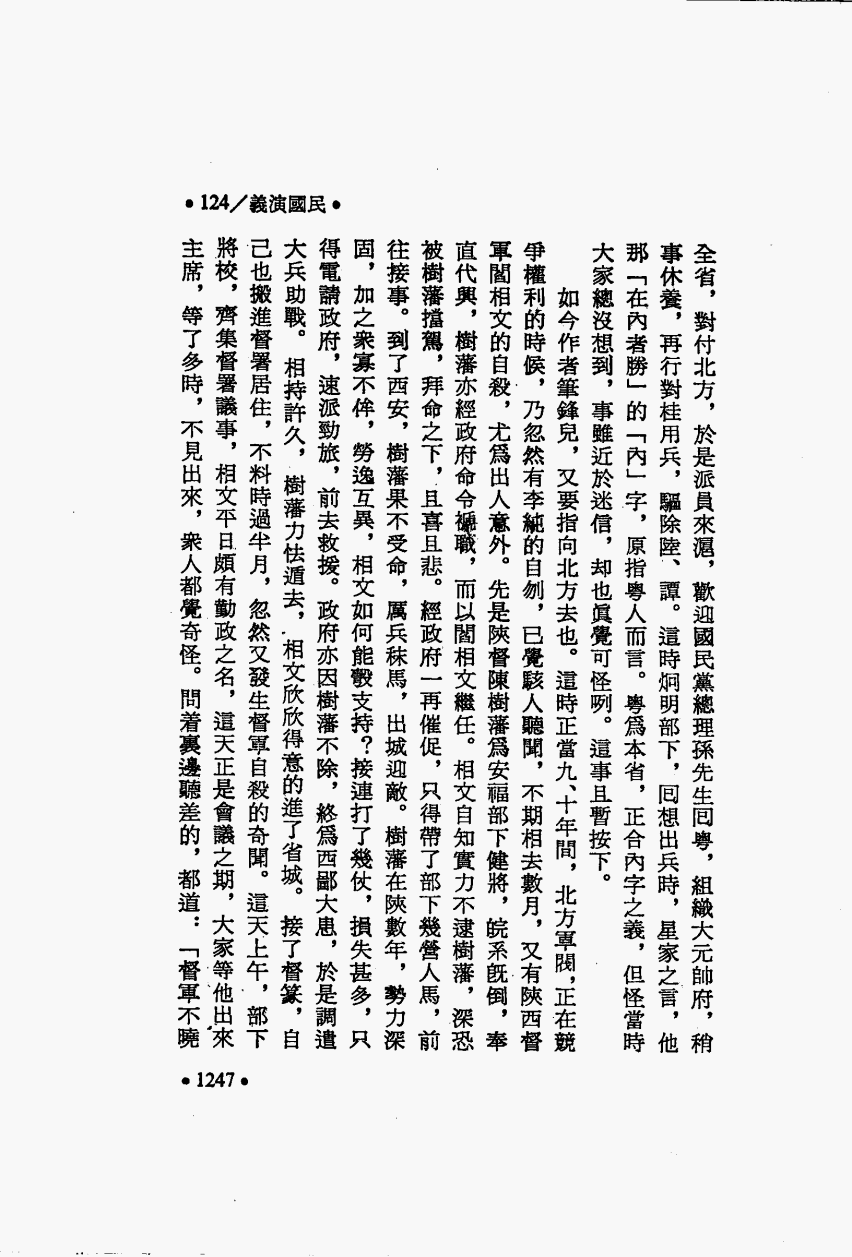 •124／義演國民•
全省，對付北方，於是派員來滬，歡迎國民黨總理孫先生囘粵，組織大元帥府，稍
事休養，再行對桂用兵，驅除陸、譚。這時炯明部下，囘想出兵時，星家之言，他
那「在內者勝」的「內」字，原指粵人而言。粵爲本省，正合內字之義，但怪當時
大家總沒想到，事雖近於迷信，却也眞覺可怪咧。這事且暫按下。
如今作者筆鋒兒，又要指向北方去也。這時正當九、十年間，北方軍閥，正在競
爭權利的時候，乃忽然有李純的自刎，已覺駭人聽聞，不期相去數月，又有陝西督
軍閻相文的自殺，尤爲出人意外。先是陝督陳樹藩爲安福部下健將，皖系旣倒，奉
直代興，樹藩亦經政府命令褫職，而以閻相文繼任。相文自知實力不逮樹藩，深恐
被樹藩擋駕，拜命之下，且喜且悲。經政府一再催促，只得帶了部下幾營人馬，前
往接事。到了西安，樹藩果不受命，厲兵秣馬，出城迎敵。樹藩在陝數年，勢力深
固，加之衆寡不侔，勞逸互異，相文如何能彀支持？接連打了幾仗，損失甚多，只
得電請政府，速派勁旅，前去救援。政府亦因樹藩不除，終爲西鄙大患，於是調遣
大兵助戰。相持許久，樹藩力怯遁去，相文欣欣得意的進了省城。接了督篆，自
己也搬進督署居住，不料時過半月，忽然又發生督軍自殺的奇聞。這天上午，部下
將校，齊集督署議事，相文平日頗有勤政之名，這天正是會議之期，大家等他出來
主席，等了多時，不見出來，衆人都覺奇怪。問着裏邊聽差的，都道：「督軍不曉
•1247•